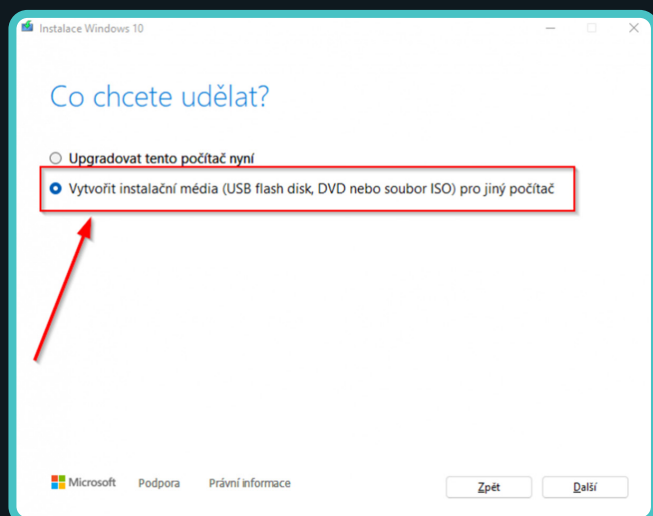 Instalace Windows 10
Co chcete udělat?
Upgradovat tento počítač nyní
Vytvořit instalační média (USB flash disk, DVD nebo soubor ISO) pro jiný počítač
Microsoft Podpora Právní informace Zpět Další